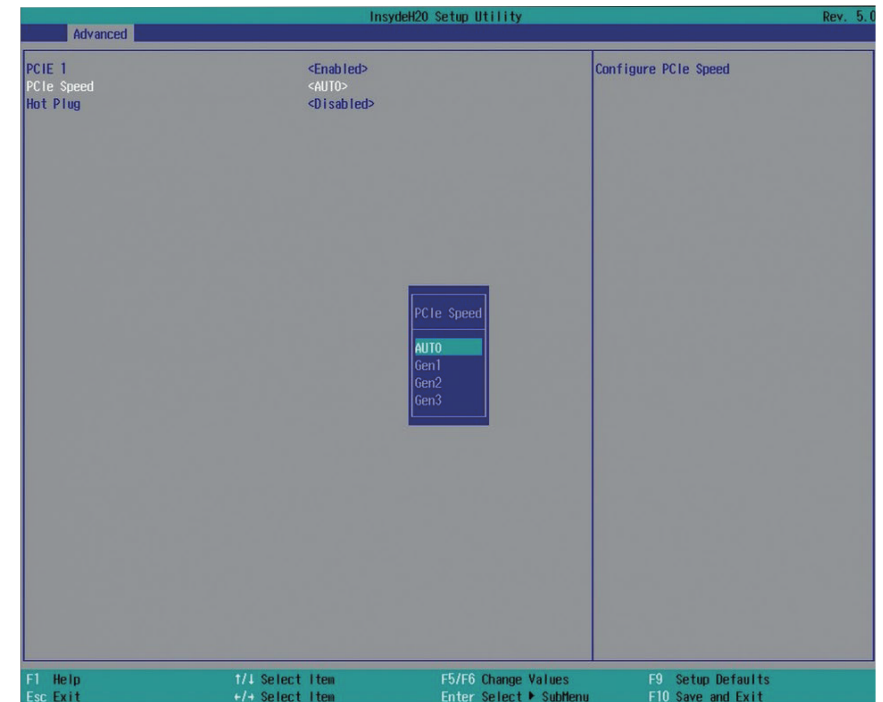 InsydeH20 Setup Utility Rev. 5.0
Advanced
PCIE 1 <Enabled> Configure PCIe Speed
PCIe Speed <AUTO>
Hot Plug <Disabled>
PCIe Speed
AUTO
Gen1
Gen2
Gen3
F1 Help ↑/↓ Select Item F5/F6 Change Values F9 Setup Defaults
Esc Exit ←/→ Select Item Enter Select ▶ SubMenu F10 Save and Exit